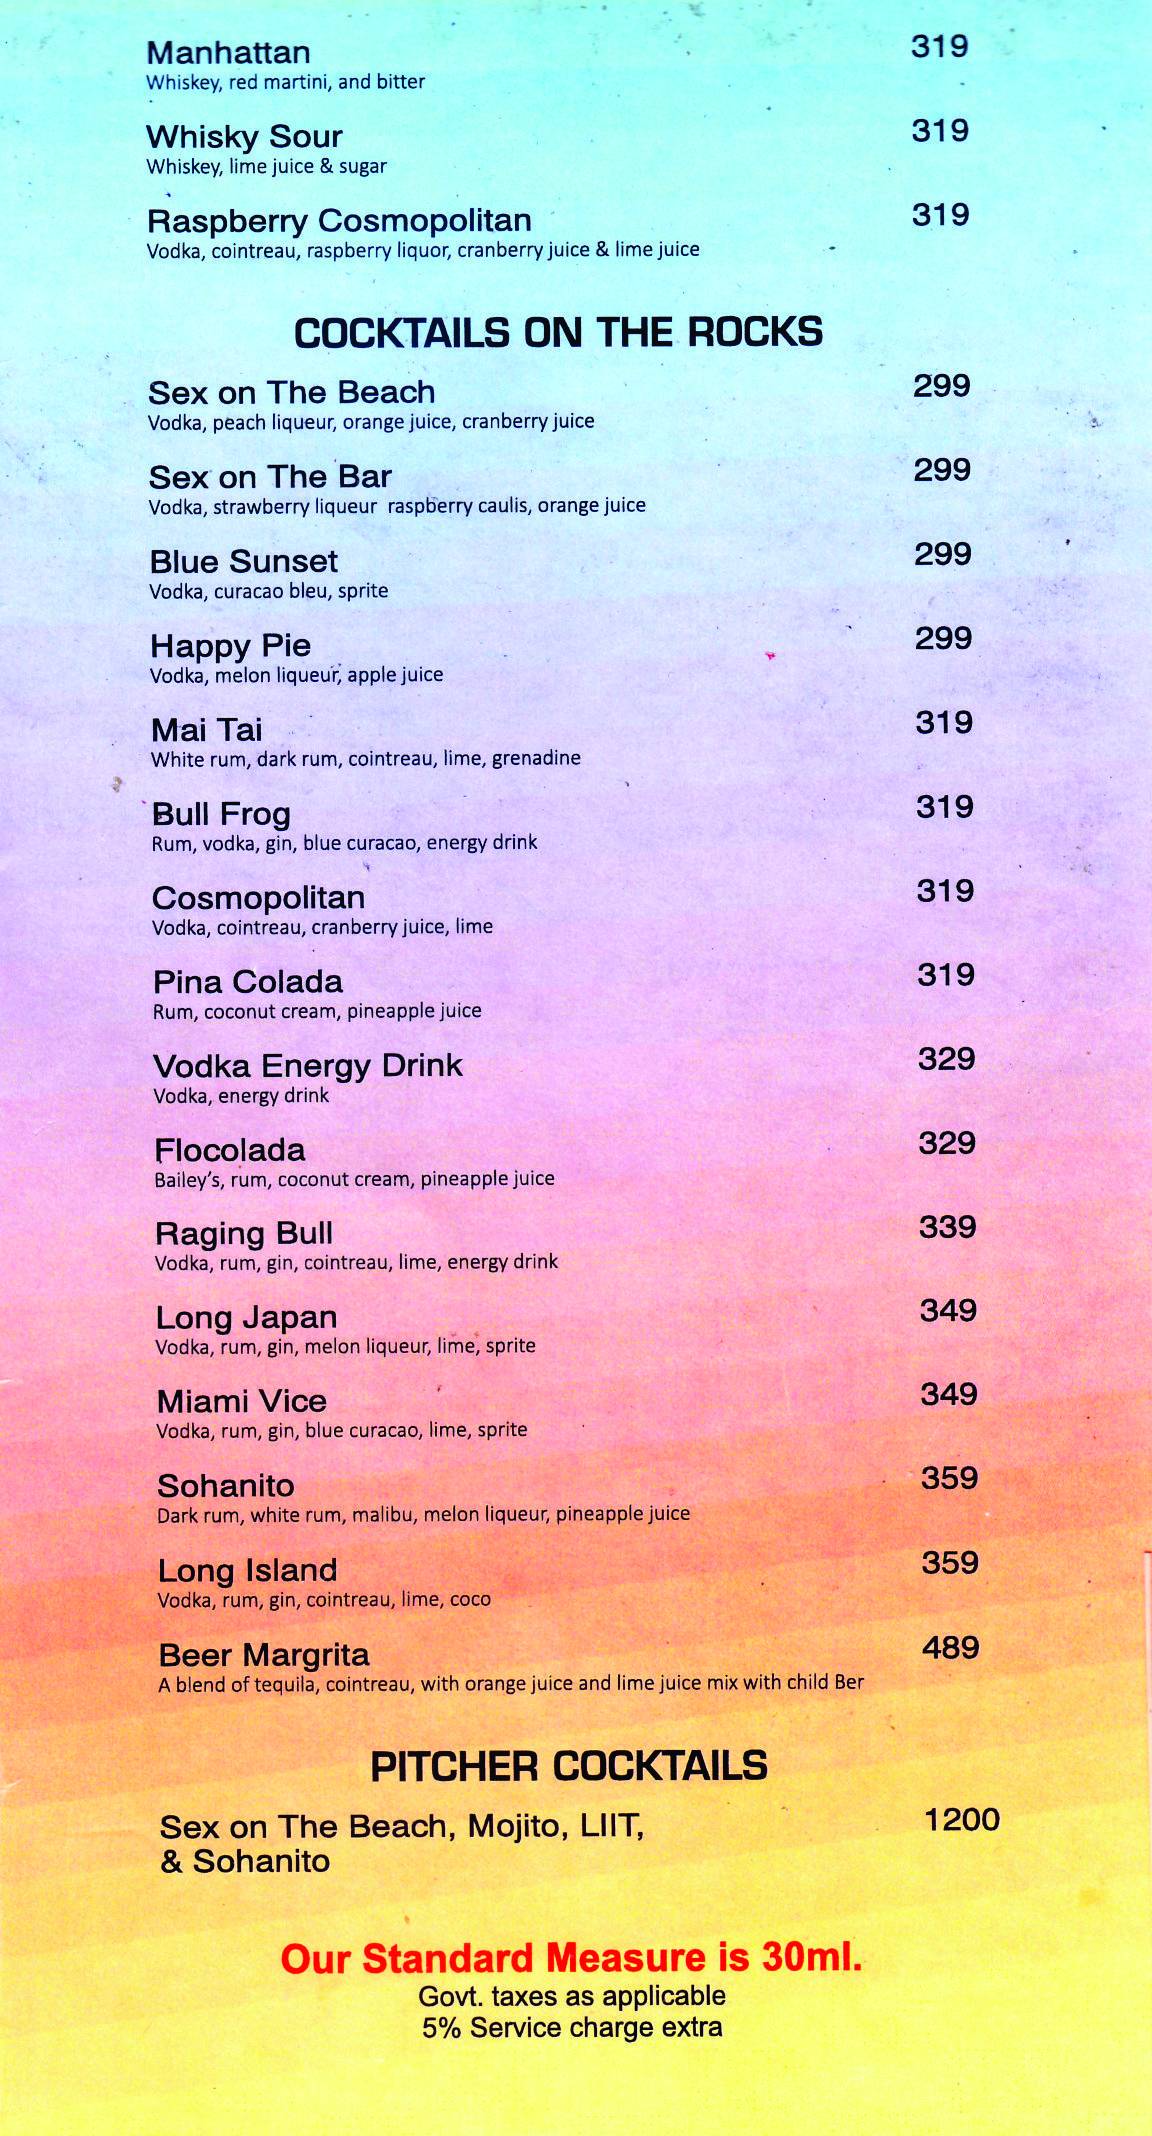 Manhattan 319
Whiskey, red martini, and bitter
Whisky Sour 319
Whiskey, lime juice & sugar
Raspberry Cosmopolitan 319
Vodka, cointreau, raspberry liquor, cranberry juice & lime juice
COCKTAILS ON THE ROCKS
Sex on The Beach 299
Vodka, peach liqueur, orange juice, cranberry juice
Sex on The Bar 299
Vodka, strawberry liqueur raspberry caulis, orange juice
Blue Sunset 299
Vodka, curacao bleu, sprite
Happy Pie 299
Vodka, melon liqueur, apple juice
Mai Tai 319
White rum, dark rum, cointreau, lime, grenadine
Bull Frog 319
Rum, vodka, gin, blue curacao, energy drink
Cosmopolitan 319
Vodka, cointreau, cranberry juice, lime
Pina Colada 319
Rum, coconut cream, pineapple juice
Vodka Energy Drink 329
Vodka, energy drink
Flocolada 329
Bailey's, rum, coconut cream, pineapple juice
Raging Bull 339
Vodka, rum, gin, cointreau, lime, energy drink
Long Japan 349
Vodka, rum, gin, melon liqueur, lime, sprite
Miami Vice 349
Vodka, rum, gin, blue curacao, lime, sprite
Sohanito 359
Dark rum, white rum, malibu, melon liqueur, pineapple juice
Long Island 359
Vodka, rum, gin, cointreau, lime, coco
Beer Margrita 489
A blend of tequila, cointreau, with orange juice and lime juice mix with child Ber
PITCHER COCKTAILS
Sex on The Beach, Mojito, LIIT, 1200
& Sohanito
Our Standard Measure is 30ml.
Govt. taxes as applicable
5% Service charge extra